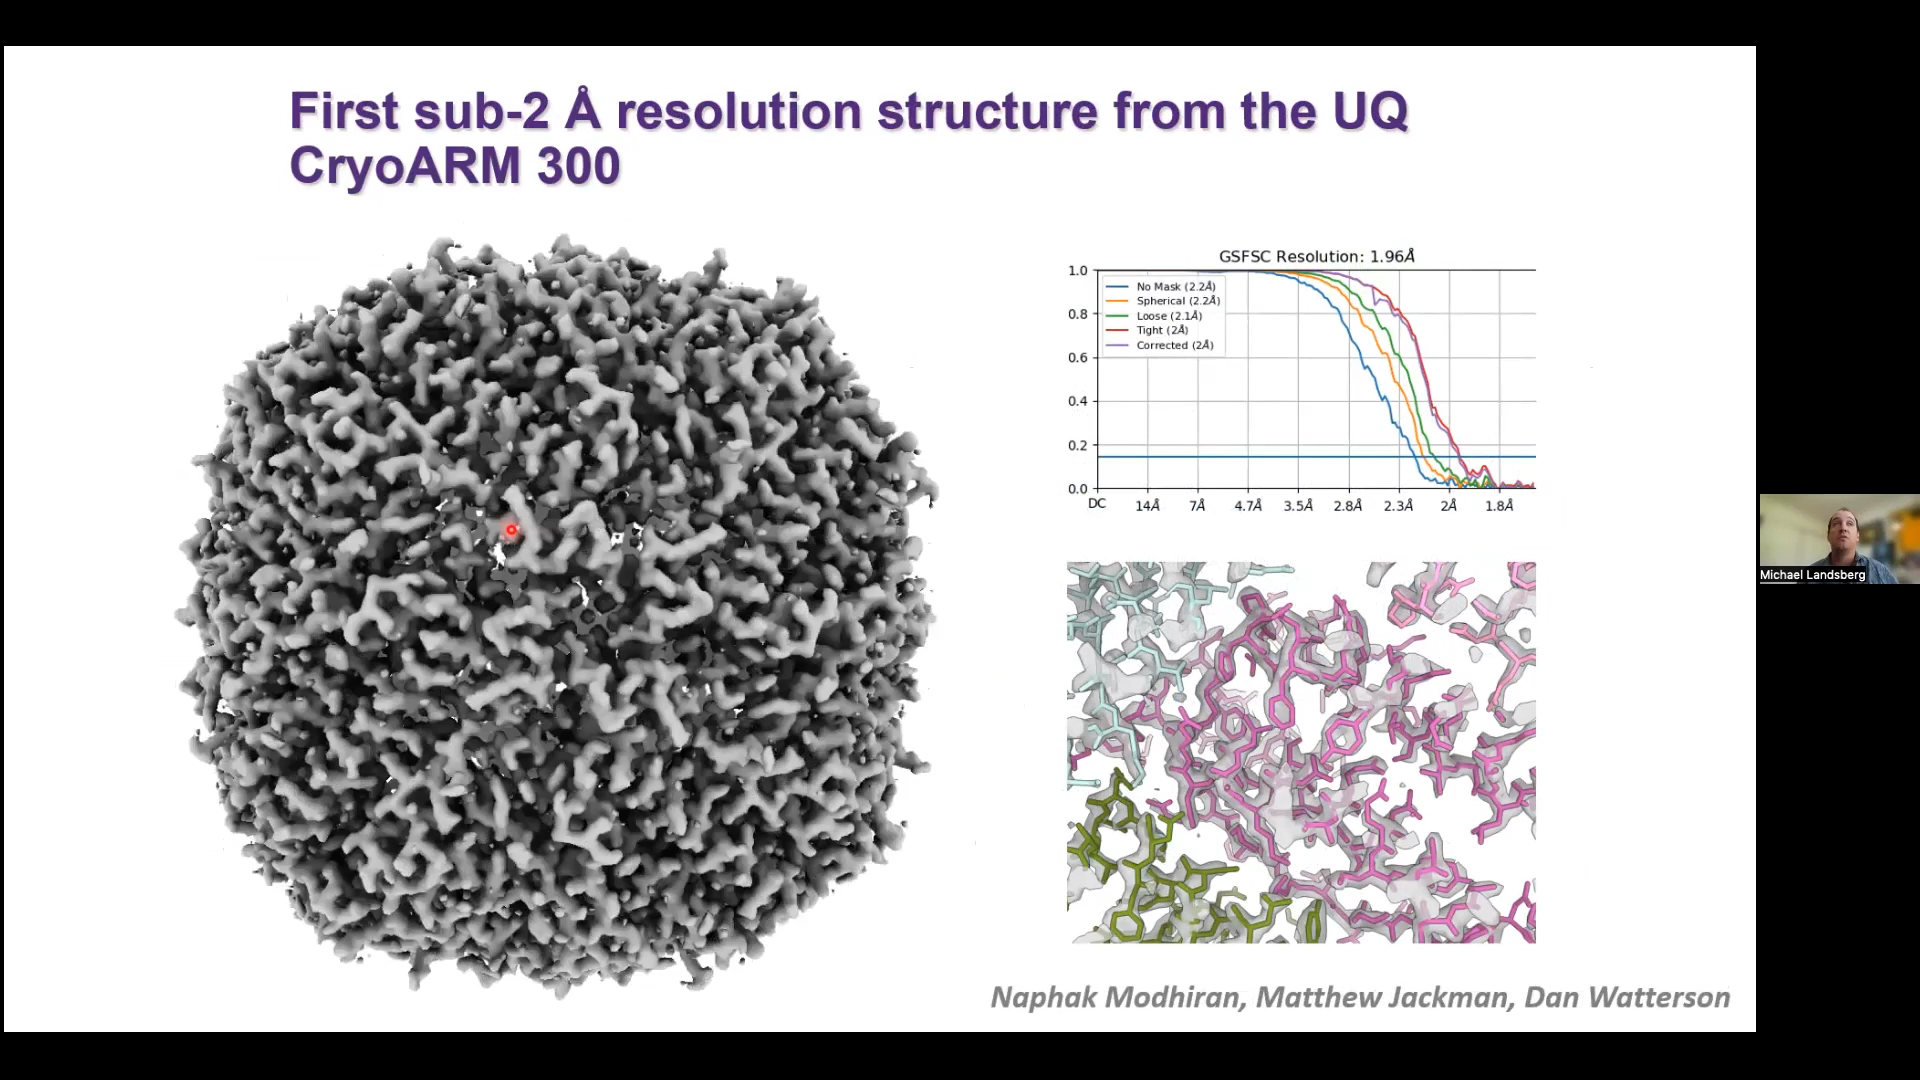 First sub-2 Å resolution structure from the UQ
CryoARM 300
GSFSC Resolution: 1.96Å
1.0
0.8
0.6
0.4
0.2
0.0
No Mask (2.2Å)
Spherical (2.2Å)
Loose (2.1Å)
Tight (2Å)
Corrected (2Å)
DC 14Å 7Å 4.7Å 3.5Å 2.8Å 2.3Å 2Å 1.8Å
Michael Landsberg
Naphak Modhiran, Matthew Jackman, Dan Watterson